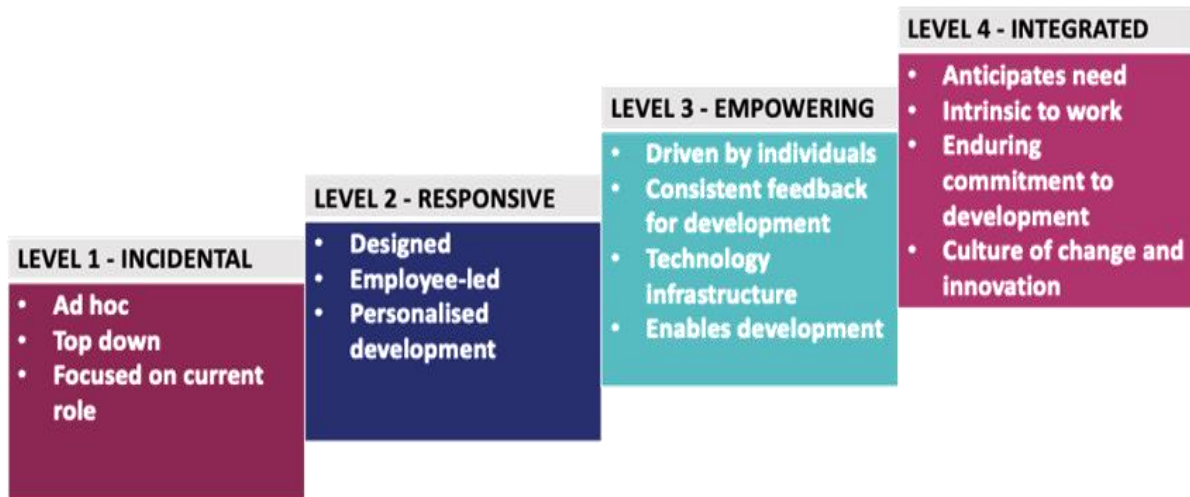 LEVEL 1 - INCIDENTAL
• Ad hoc
• Top down
• Focused on current
role
LEVEL 2 - RESPONSIVE
• Designed
• Employee-led
• Personalised
development
LEVEL 3 - EMPOWERING
• Driven by individuals
• Consistent feedback
for development
• Technology
infrastructure
• Enables development
LEVEL 4 - INTEGRATED
• Anticipates need
• Intrinsic to work
• Enduring
commitment to
development
• Culture of change and
innovation